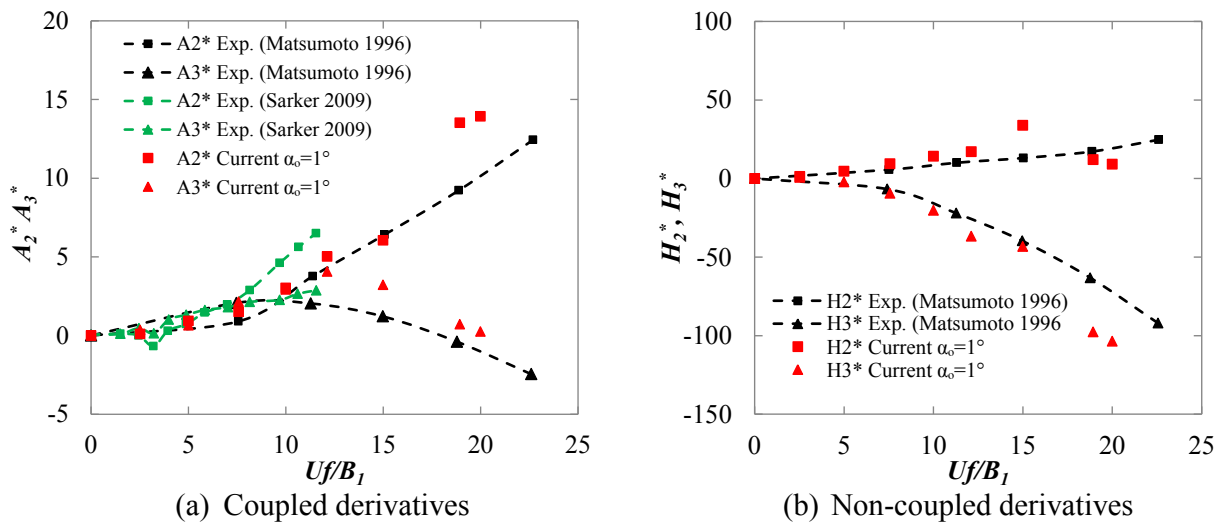 20
15
10
5
0
-5
A₂* A₃*
A2* Exp. (Matsumoto 1996)
A3* Exp. (Matsumoto 1996)
A2* Exp. (Sarker 2009)
A3* Exp. (Sarker 2009)
A2* Current αₒ=1°
A3* Current αₒ=1°
0 5 10 15 20 25
Uf/B₁
(a) Coupled derivatives
100
50
0
-50
-100
-150
H₂* , H₃*
H2* Exp. (Matsumoto 1996)
H3* Exp. (Matsumoto 1996
H2* Current αₒ=1°
H3* Current αₒ=1°
0 5 10 15 20 25
Uf/B₁
(b) Non-coupled derivatives